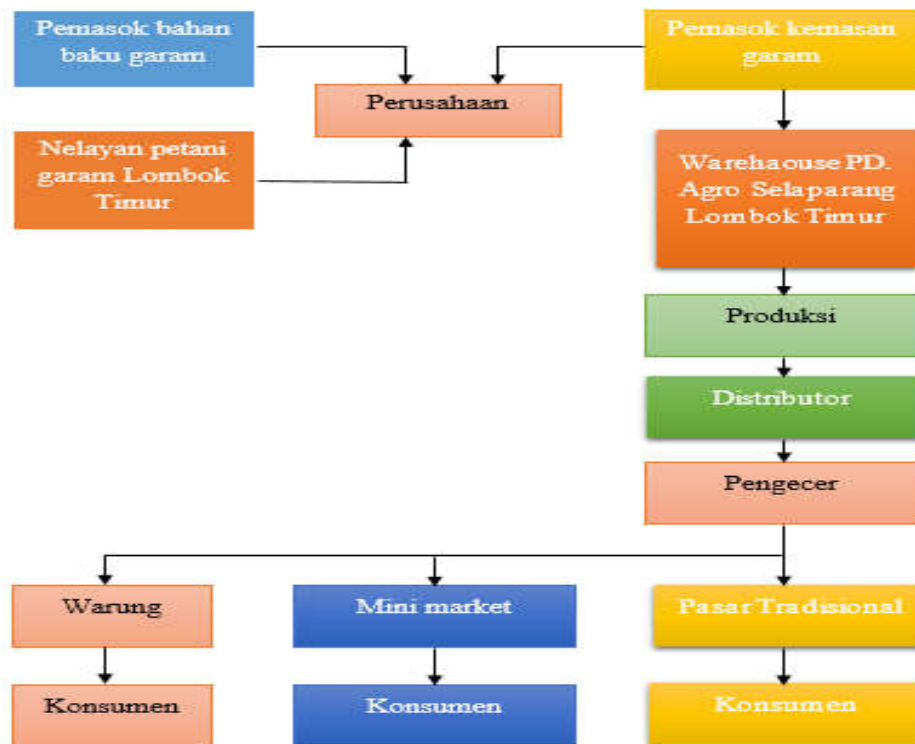 Pemasok bahan
baku garam
Pemasok kemasan
garam
Perusahaan
Nelayan petani
garam Lombok
Timur
Warehaouse PD.
Agro Selaparang
Lombok Timur
Produksi
Distributor
Pengecer
Warung
Mini market
Pasar Tradisional
Konsumen
Konsumen
Konsumen